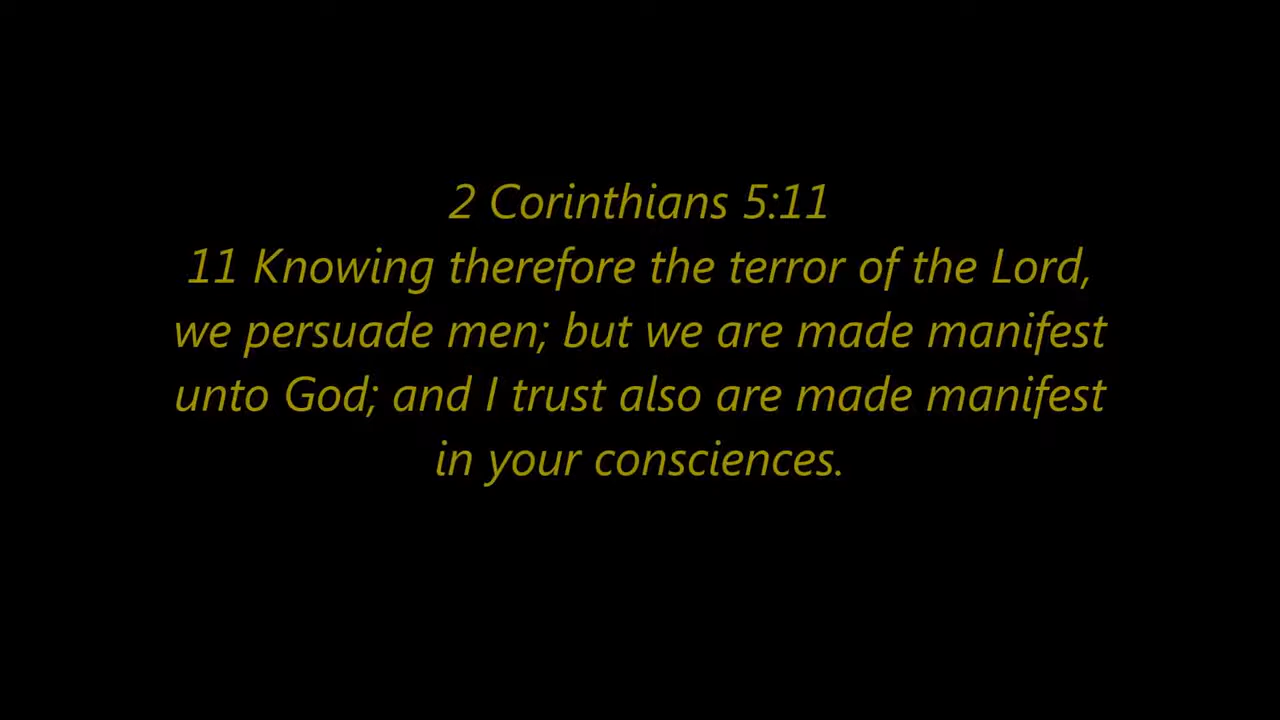 2 Corinthians 5:11
11 Knowing therefore the terror of the Lord,
we persuade men; but we are made manifest
unto God; and I trust also are made manifest
in your consciences.